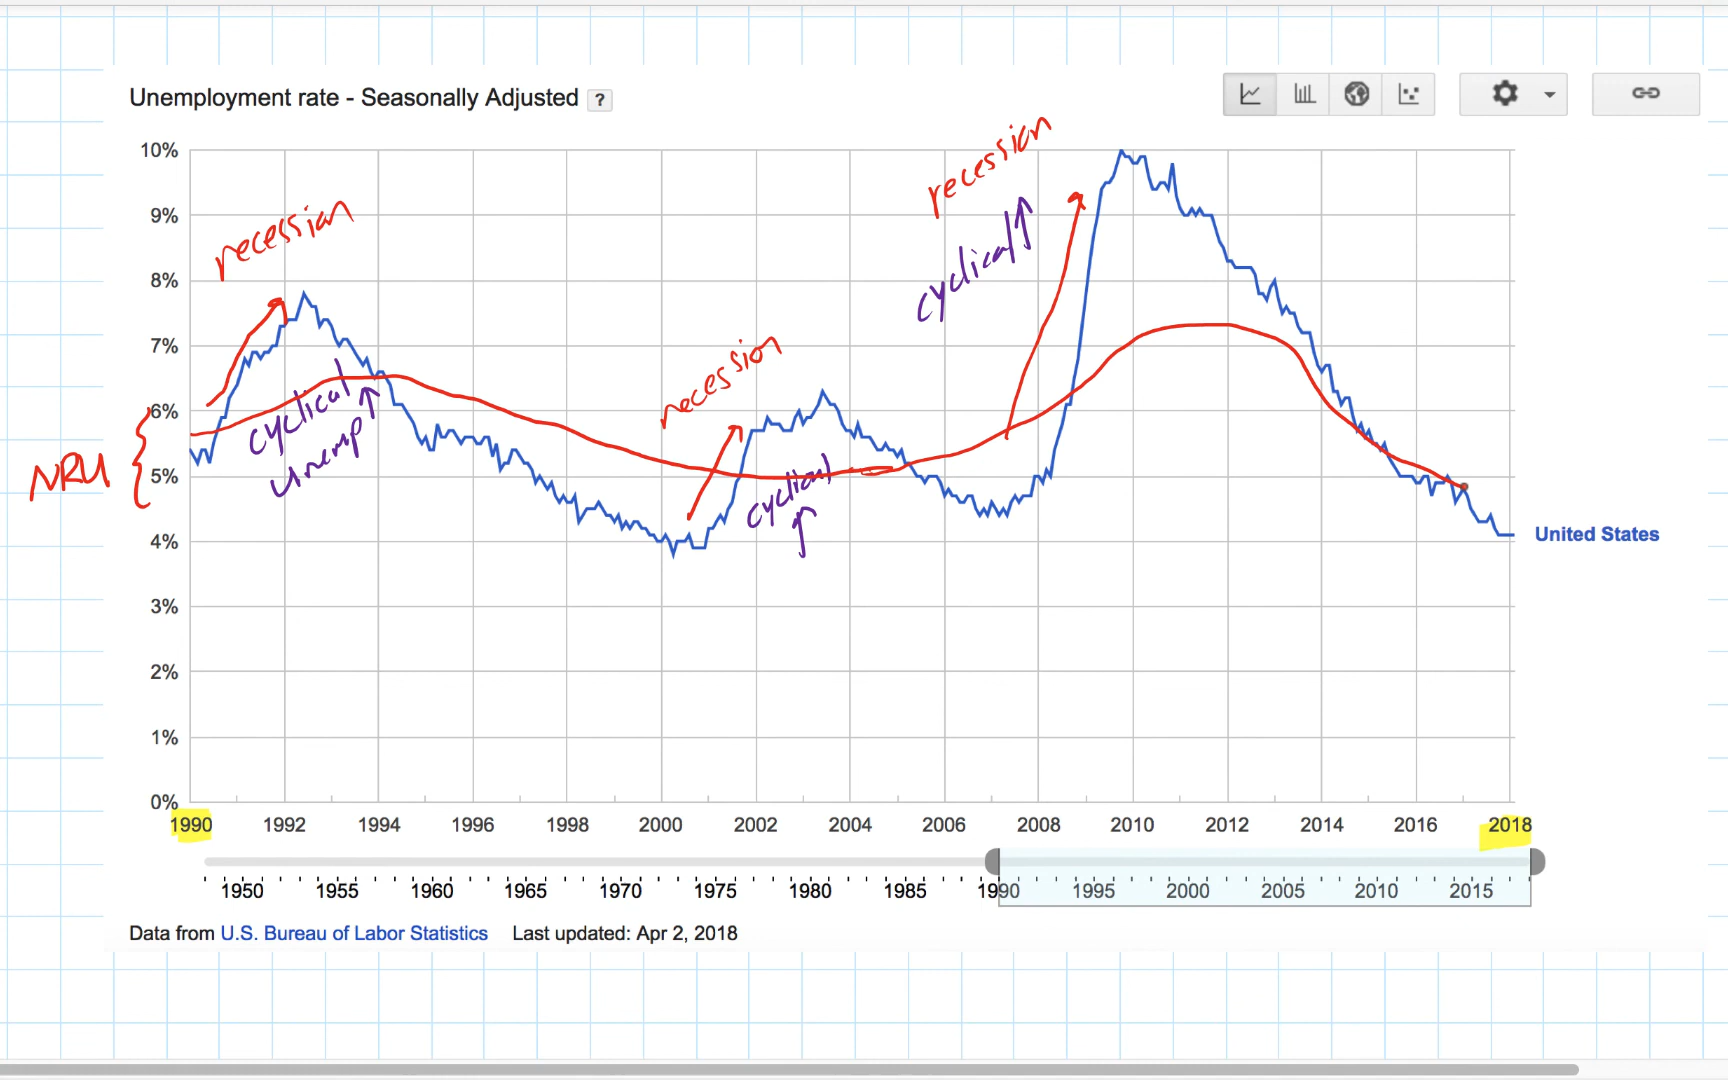 Unemployment rate - Seasonally Adjusted ?
10%
9%
8%
7%
6%
5%
4%
3%
2%
1%
0%
recession
recession
recession
cyclical↑
cyclical
unemp↑
cyclical
↑
NRU {
United States
1990 1992 1994 1996 1998 2000 2002 2004 2006 2008 2010 2012 2014 2016 2018
1950 1955 1960 1965 1970 1975 1980 1985 1990 1995 2000 2005 2010 2015
Data from U.S. Bureau of Labor Statistics Last updated: Apr 2, 2018